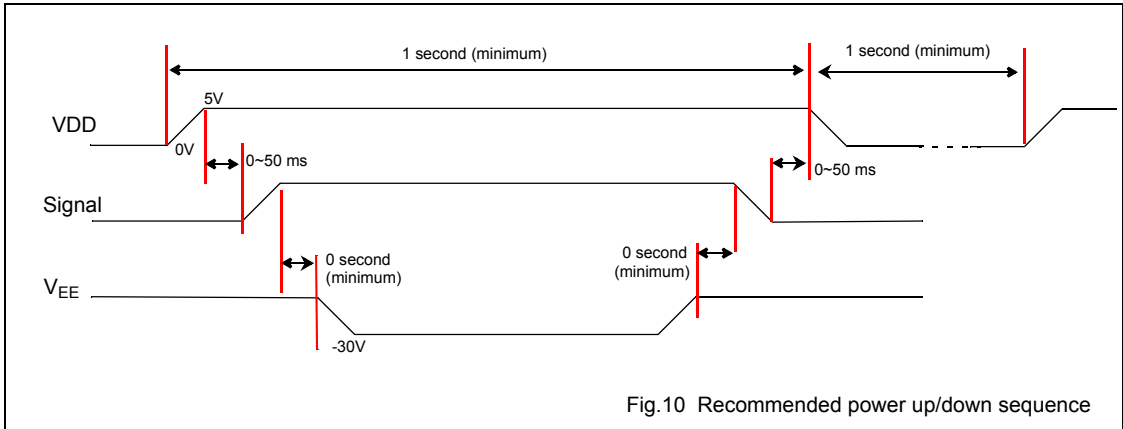 1 second (minimum)
1 second (minimum)
5V
VDD
0V
0~50 ms
0~50 ms
Signal
0 second
(minimum)
0 second
(minimum)
VEE
-30V
Fig.10 Recommended power up/down sequence